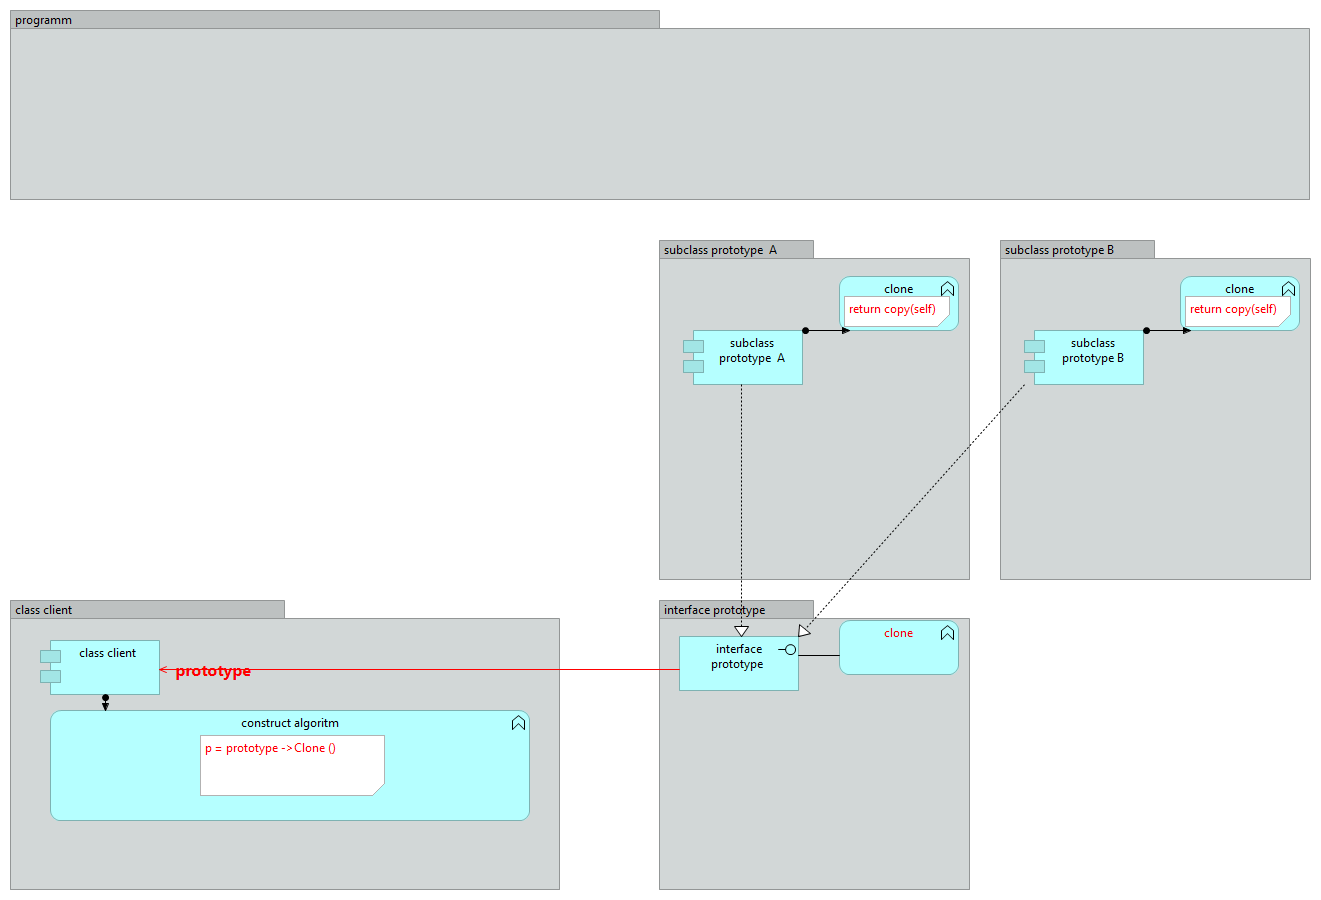 programm
subclass prototype  A
subclass prototype B
clone
return copy(self)
clone
return copy(self)
subclass
prototype  A
subclass
prototype B
class client
interface prototype
class client
prototype
interface
prototype
clone
construct algoritm
p = prototype ->Clone ()